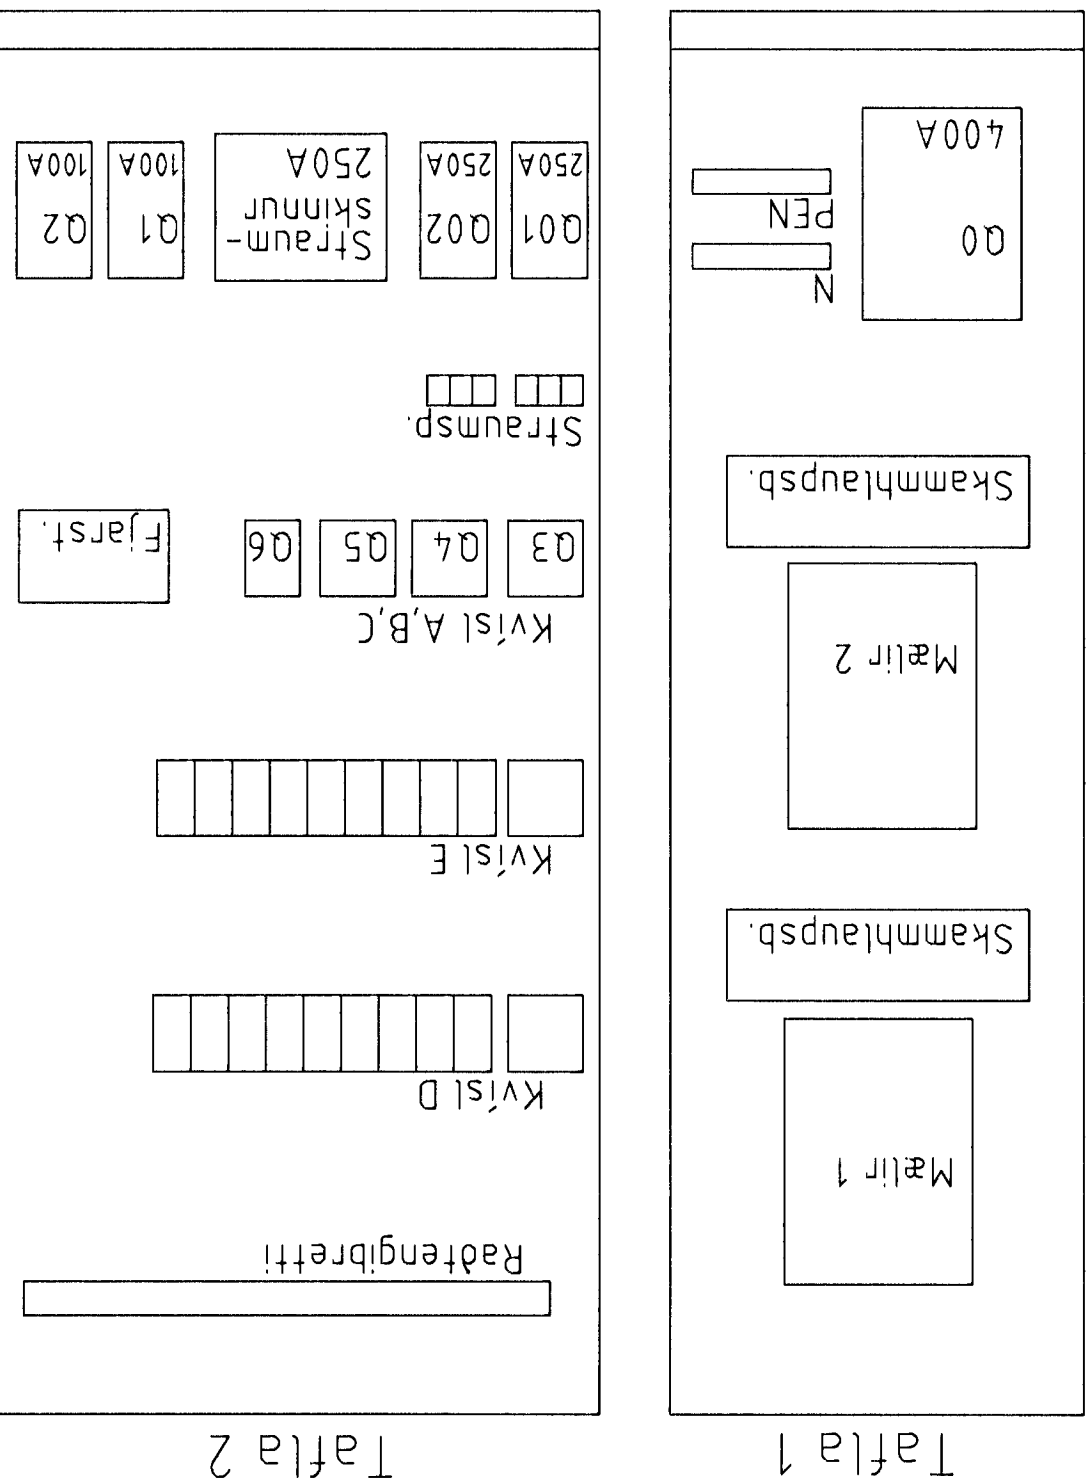 Tafla 1
Mælir 1
Skammhlaupsb.
Mælir 2
Skammhlaupsb.
N
PEN
Q0
400A
Tafla 2
Raðtengibretti
Kvísl D
Kvísl E
Kvísl A,B,C
Q3
Q4
Q5
Q6
Fjarst.
Straumsp.
Q01
250A
Q02
250A
Straum-
skinnur
250A
Q1
100A
Q2
100A